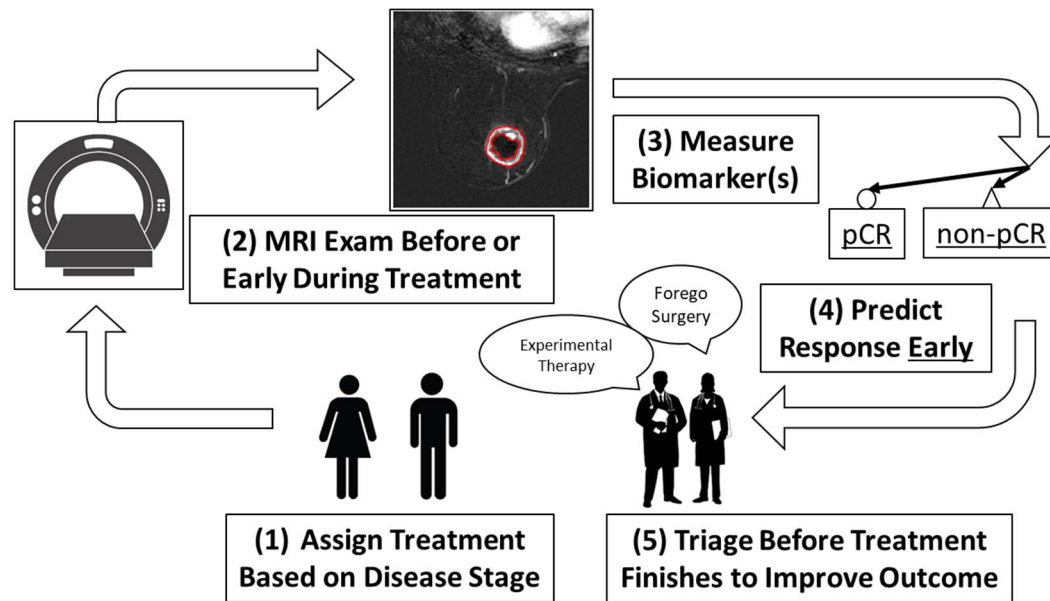 (1) Assign Treatment
Based on Disease Stage
(2) MRI Exam Before or
Early During Treatment
(3) Measure
Biomarker(s)
pCR
non-pCR
(4) Predict
Response Early
Forego
Surgery
Experimental
Therapy
(5) Triage Before Treatment
Finishes to Improve Outcome